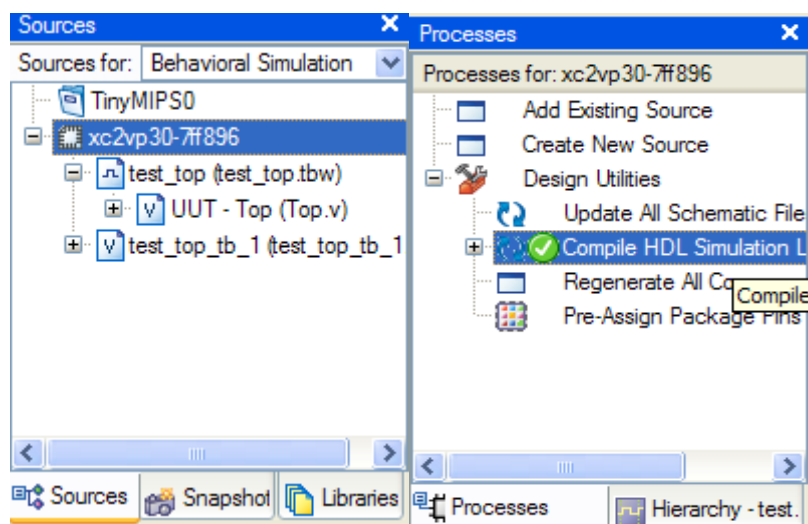 Sources
Sources for: Behavioral Simulation
TinyMIPS0
xc2vp30-7ff896
test_top (test_top.tbw)
UUT - Top (Top.v)
test_top_tb_1 (test_top_tb_1
Sources Snapshot Libraries
Processes
Processes for: xc2vp30-7ff896
Add Existing Source
Create New Source
Design Utilities
Update All Schematic File
Compile HDL Simulation L
Regenerate All Co
Compile
Pre-Assign Package Pins
Processes Hierarchy - test.